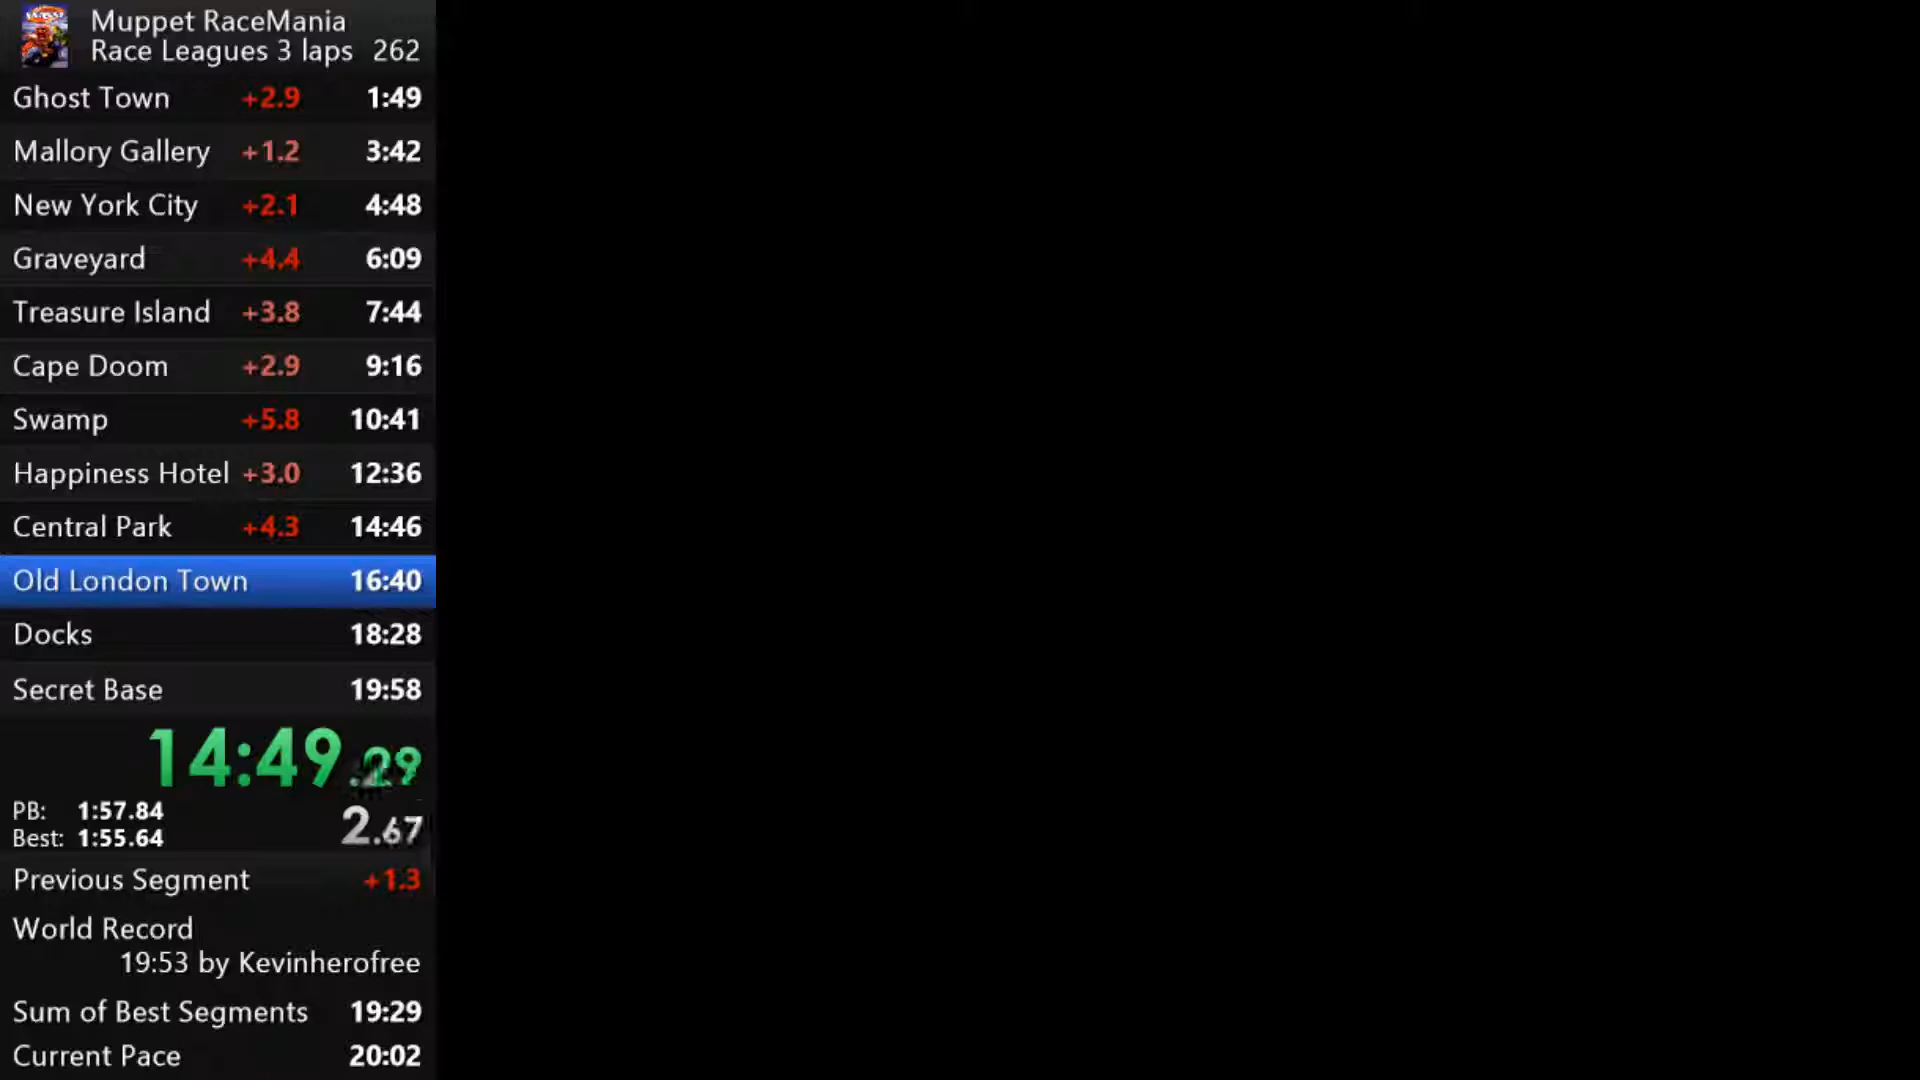 Muppet RaceMania
Race Leagues 3 laps 262
Ghost Town +2.9 1:49
Mallory Gallery +1.2 3:42
New York City +2.1 4:48
Graveyard +4.4 6:09
Treasure Island +3.8 7:44
Cape Doom +2.9 9:16
Swamp +5.8 10:41
Happiness Hotel +3.0 12:36
Central Park +4.3 14:46
Old London Town 16:40
Docks 18:28
Secret Base 19:58
14:49.29
PB: 1:57.84
Best: 1:55.64
2.67
Previous Segment +1.3
World Record
19:53 by Kevinherofree
Sum of Best Segments 19:29
Current Pace 20:02